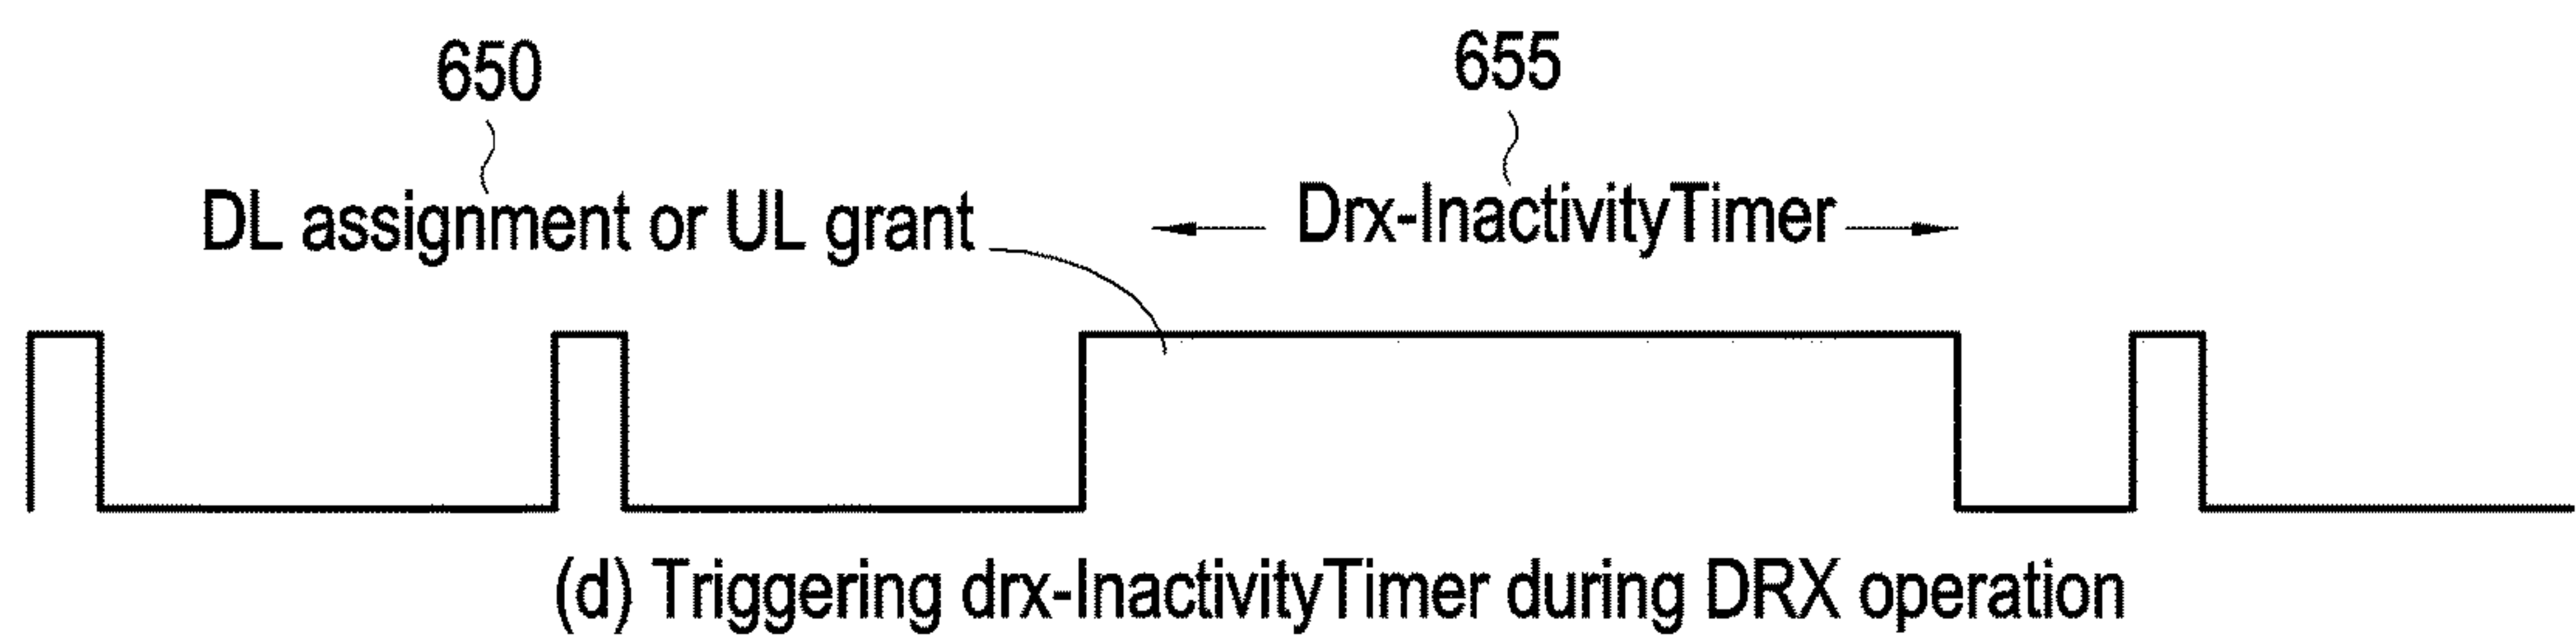 650
655
DL assignment or UL grant
Drx-InactivityTimer
(d) Triggering drx-InactivityTimer during DRX operation